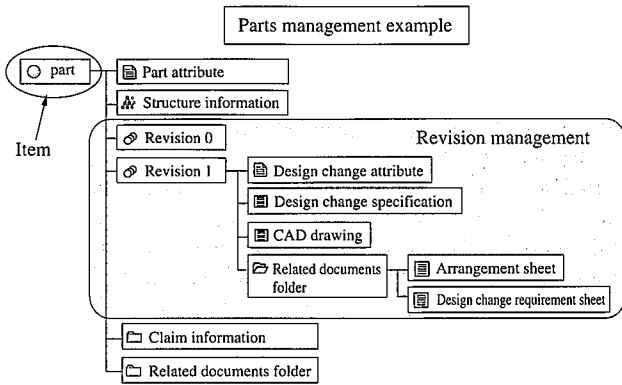 Parts management example
part
Part attribute
Structure information
Item
Revision management
Revision 0
Revision 1
Design change attribute
Design change specification
CAD drawing
Related documents
folder
Arrangement sheet
Design change requirement sheet
Claim information
Related documents folder